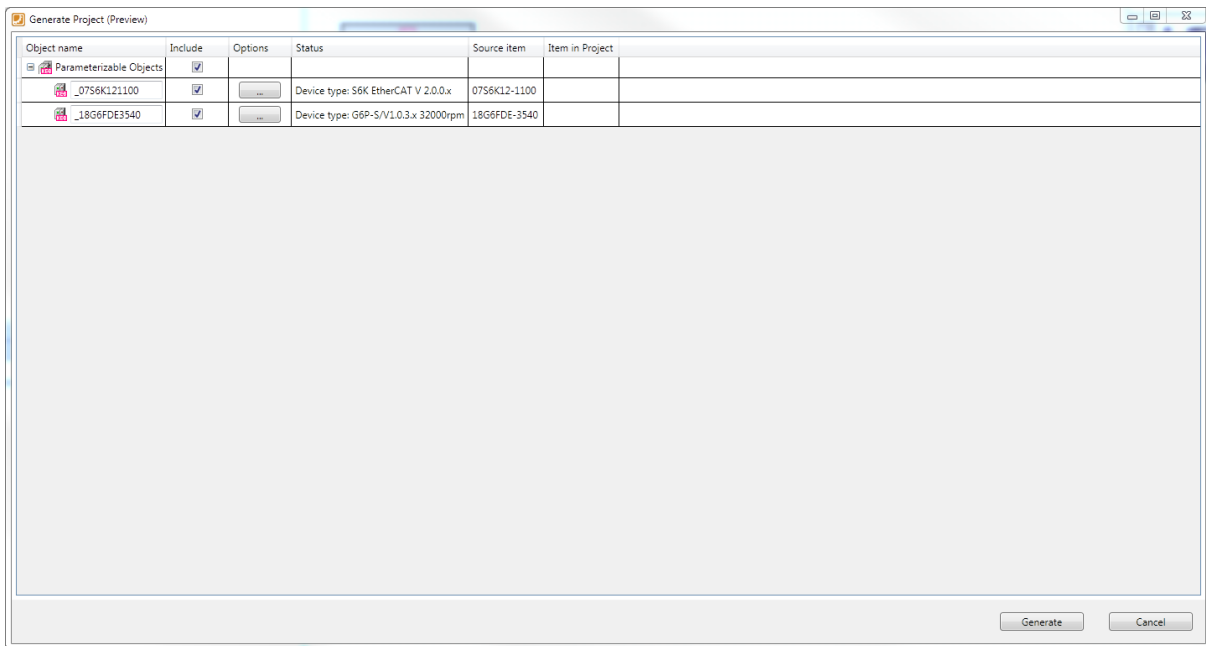 Generate Project (Preview)
Object name Include Options Status Source item Item in Project
Parameterizable Objects
_07S6K121100 ... Device type: S6K EtherCAT V 2.0.0.x 07S6K12-1100
_18G6FDE3540 ... Device type: G6P-S/V1.0.3.x 32000rpm 18G6FDE-3540
Generate Cancel